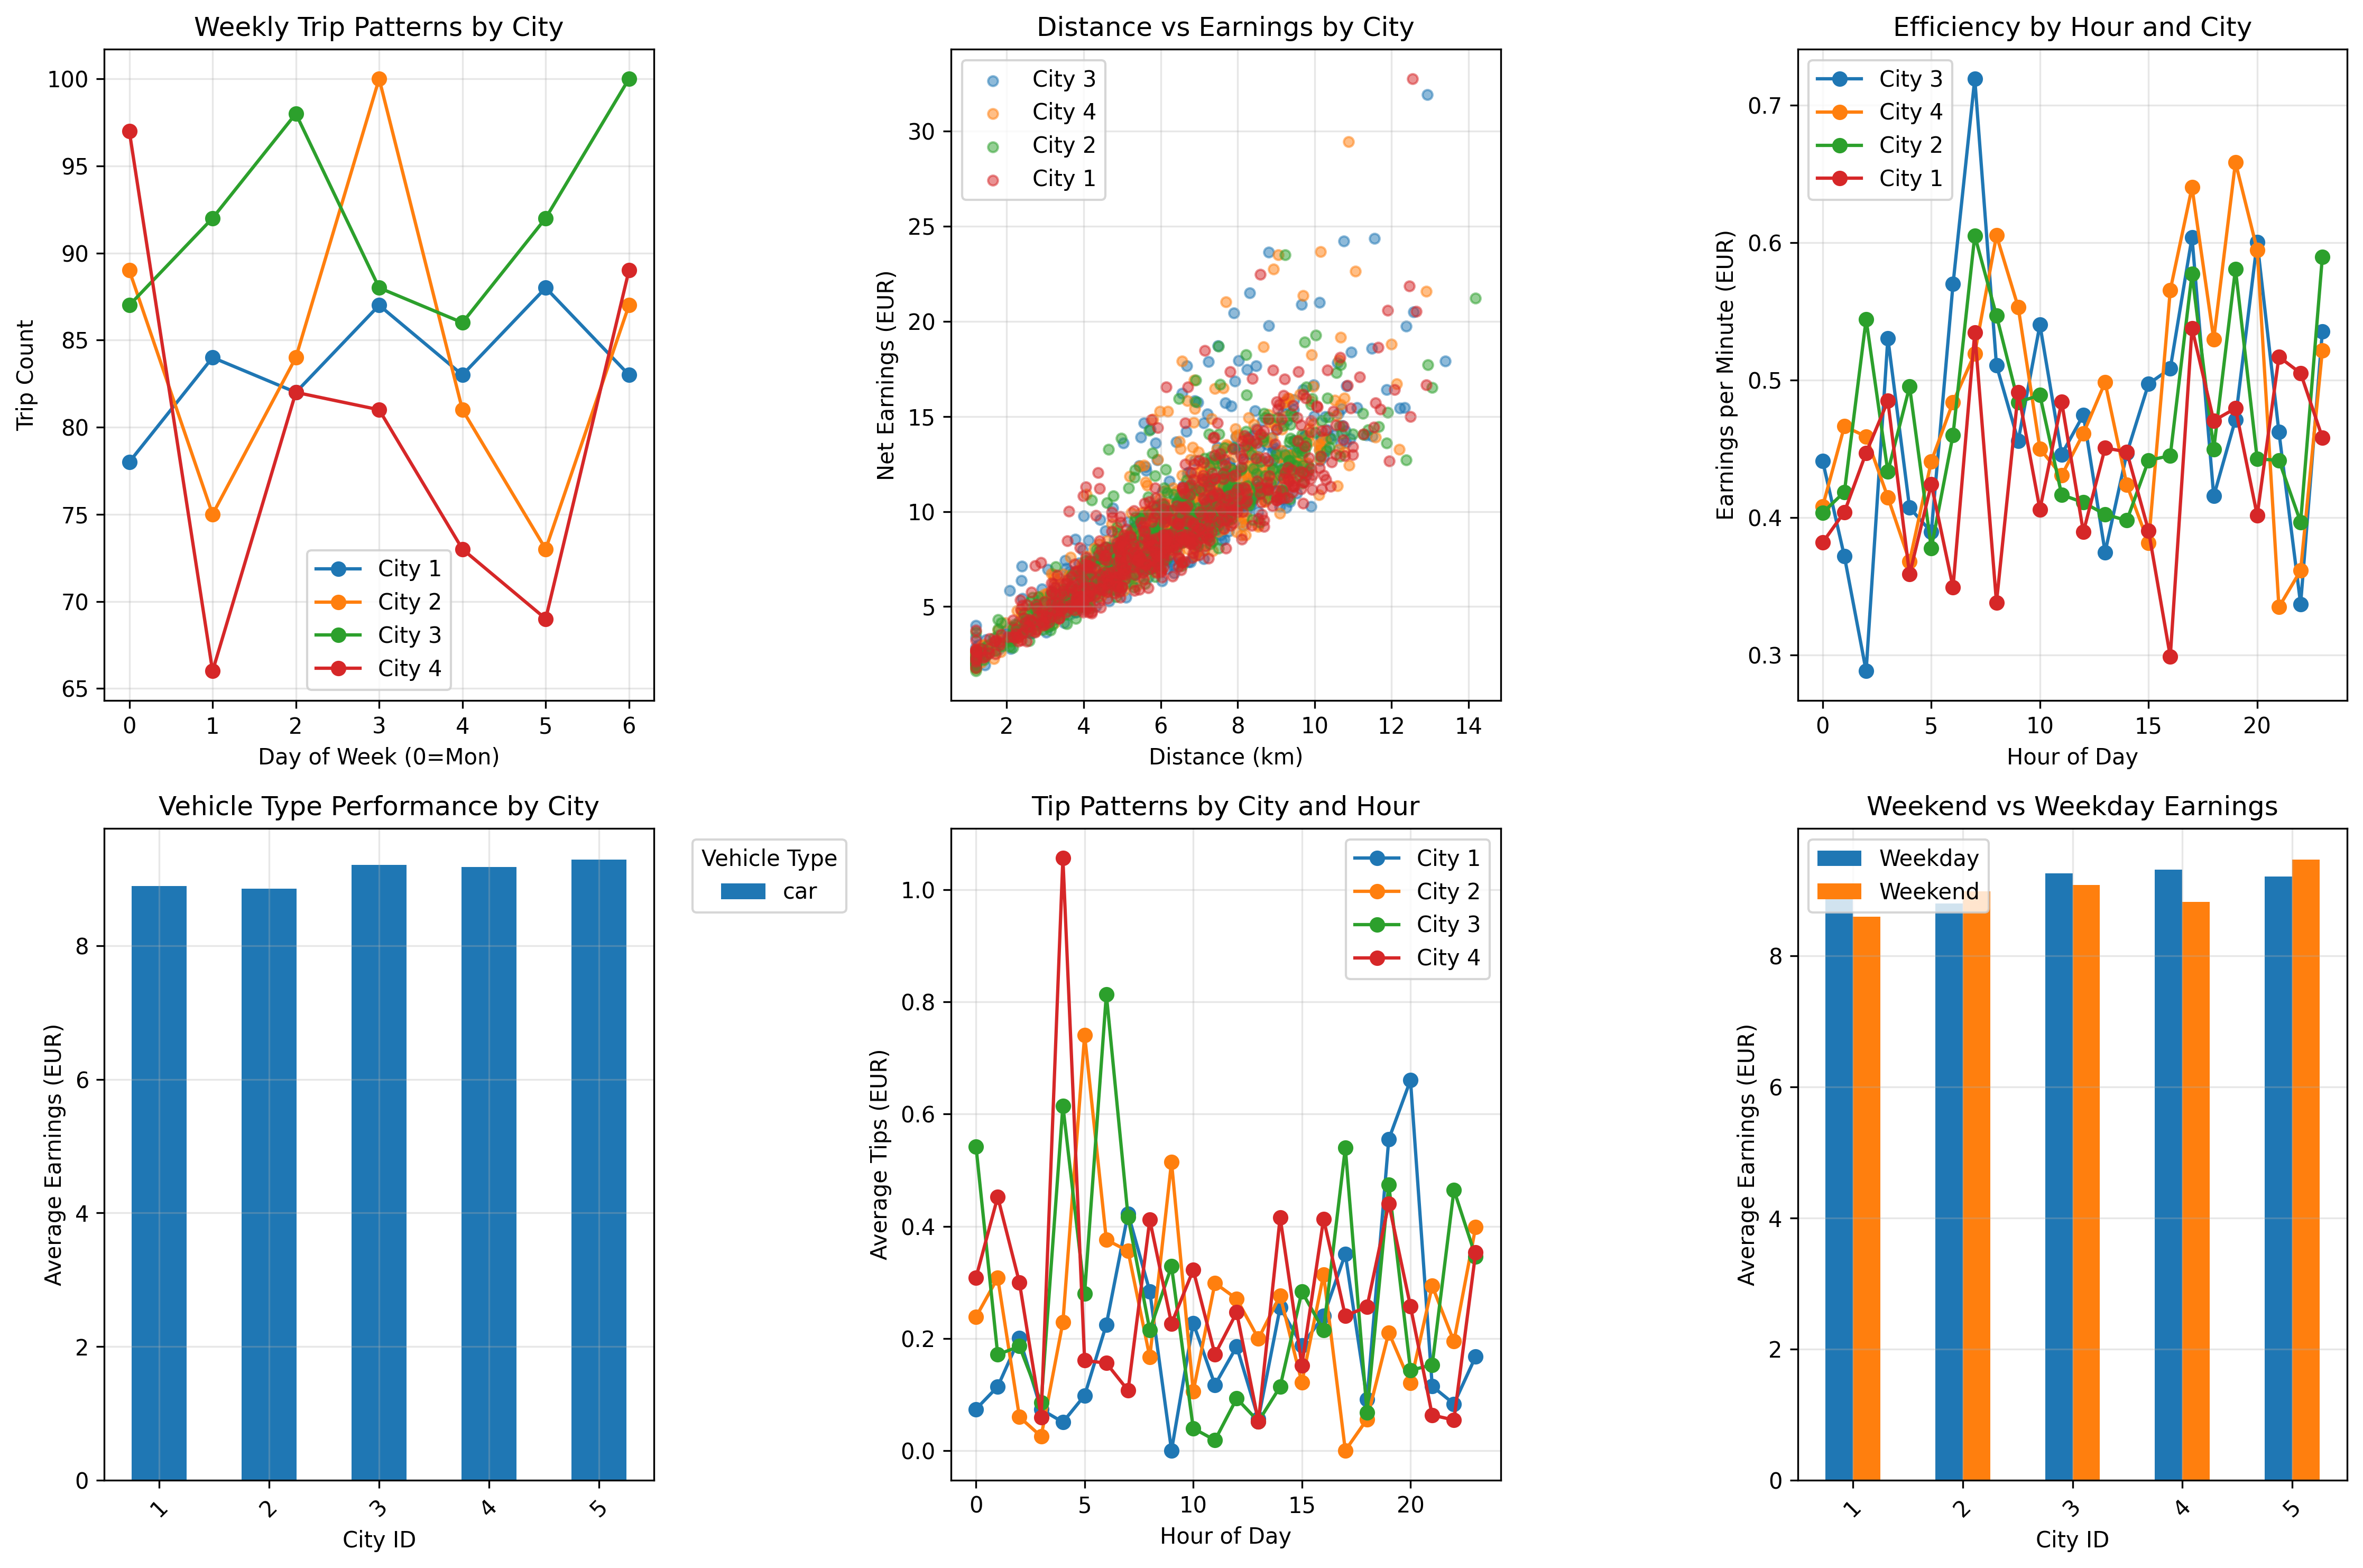 Weekly Trip Patterns by City
100
95
90
85
80
75
70
65
Trip Count
City 1
City 2
City 3
City 4
0 1 2 3 4 5 6
Day of Week (0=Mon)
Distance vs Earnings by City
City 3
City 4
City 2
City 1
30
25
20
15
10
5
Net Earnings (EUR)
2 4 6 8 10 12 14
Distance (km)
Efficiency by Hour and City
City 3
City 4
City 2
City 1
0.7
0.6
0.5
0.4
0.3
Earnings per Minute (EUR)
0 5 10 15 20
Hour of Day
Vehicle Type Performance by City
Vehicle Type
car
8
6
4
2
0
Average Earnings (EUR)
1 2 3 4 5
City ID
Tip Patterns by City and Hour
City 1
City 2
City 3
City 4
1.0
0.8
0.6
0.4
0.2
0.0
Average Tips (EUR)
0 5 10 15 20
Hour of Day
Weekend vs Weekday Earnings
Weekday
Weekend
8
6
4
2
0
Average Earnings (EUR)
1 2 3 4 5
City ID